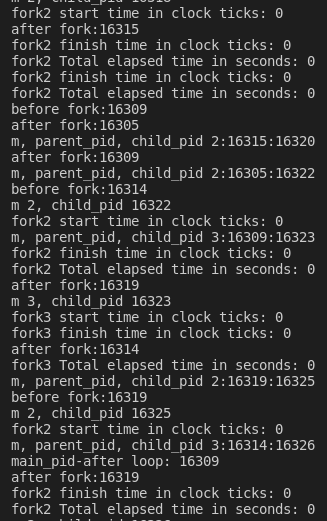 fork2 start time in clock ticks: 0
after fork:16315
fork2 finish time in clock ticks: 0
fork2 Total elapsed time in seconds: 0
fork2 finish time in clock ticks: 0
fork2 Total elapsed time in seconds: 0
before fork:16309
after fork:16305
m, parent_pid, child_pid 2:16315:16320
after fork:16309
m, parent_pid, child_pid 2:16305:16322
before fork:16314
m 2, child_pid 16322
fork2 start time in clock ticks: 0
m, parent_pid, child_pid 3:16309:16323
fork2 finish time in clock ticks: 0
fork2 Total elapsed time in seconds: 0
after fork:16319
m 3, child_pid 16323
fork3 start time in clock ticks: 0
fork3 finish time in clock ticks: 0
after fork:16314
fork3 Total elapsed time in seconds: 0
m, parent_pid, child_pid 2:16319:16325
before fork:16319
m 2, child_pid 16325
fork2 start time in clock ticks: 0
m, parent_pid, child_pid 3:16314:16326
main_pid-after loop: 16309
after fork:16319
fork2 finish time in clock ticks: 0
fork2 Total elapsed time in seconds: 0